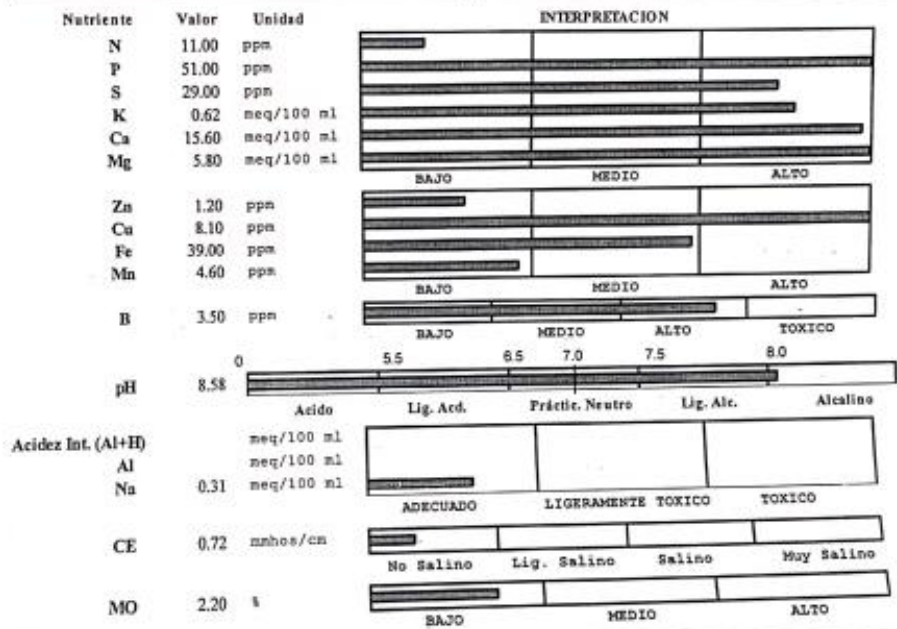 Nutriente Valor Unidad INTERPRETACION
N 11.00 ppm
P 51.00 ppm
S 29.00 ppm
K 0.62 meq/100 ml
Ca 15.60 meq/100 ml
Mg 5.80 meq/100 ml
BAJO MEDIO ALTO
Zn 1.20 ppm
Cu 8.10 ppm
Fe 39.00 ppm
Mn 4.60 ppm
BAJO MEDIO ALTO
B 3.50 ppm
BAJO MEDIO ALTO TOXICO
0 5.5 6.5 7.0 7.5 8.0
pH 8.58
Acido Lig. Acd. Práctic. Neutro Lig. Alc. Alcalino
Acidez Int. (Al+H) meq/100 ml
Al meq/100 ml
Na 0.31 meq/100 ml
ADECUADO LIGERAMENTE TOXICO TOXICO
CE 0.72 mmhos/cm
No Salino Lig. Salino Salino Muy Salino
MO 2.20 %
BAJO MEDIO ALTO